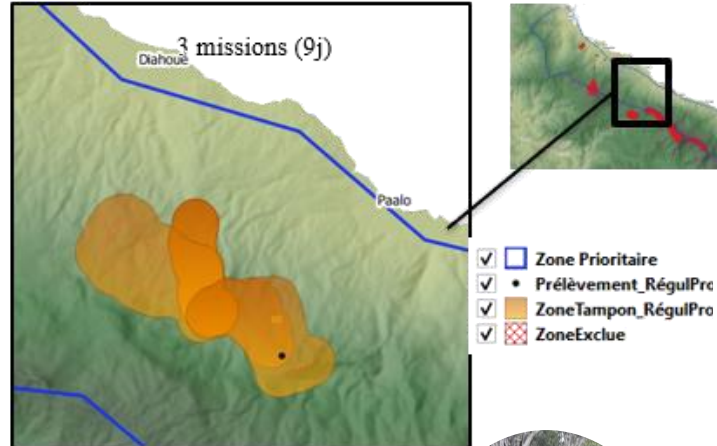 3 missions (9j)
Diahoué
Paalo
Zone Prioritaire
Prélèvement_RégulPro
ZoneTampon_RégulPro
ZoneExclue